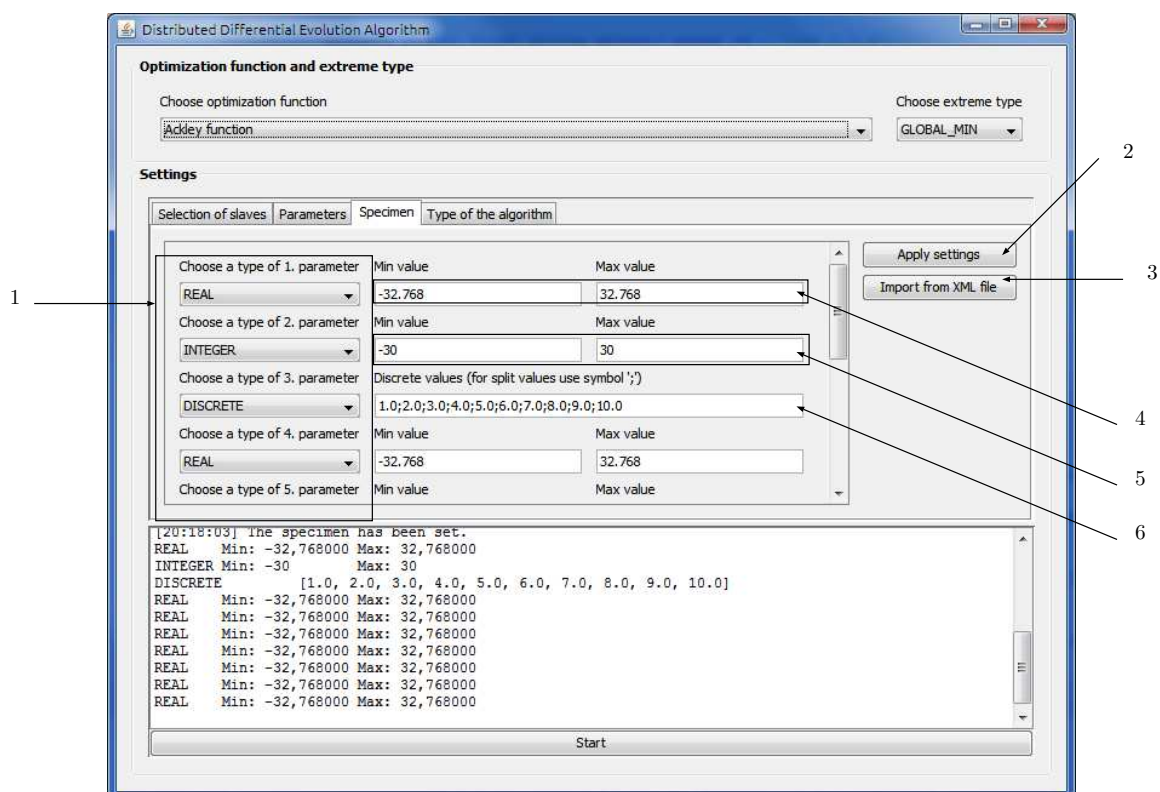 Distributed Differential Evolution Algorithm
Optimization function and extreme type
Choose optimization function
Choose extreme type
Ackley function
GLOBAL_MIN
2
Settings
Selection of slaves Parameters Specimen Type of the algorithm
Choose a type of 1. parameter Min value Max value
Apply settings
3
1
REAL -32.768 32.768
Import from XML file
Choose a type of 2. parameter Min value Max value
INTEGER -30 30
Choose a type of 3. parameter Discrete values (for split values use symbol ';')
DISCRETE 1.0;2.0;3.0;4.0;5.0;6.0;7.0;8.0;9.0;10.0
4
Choose a type of 4. parameter Min value Max value
REAL -32.768 32.768
5
Choose a type of 5. parameter Min value Max value
6
[20:18:03] The specimen has been set.
REAL Min: -32,768000 Max: 32,768000
INTEGER Min: -30 Max: 30
DISCRETE [1.0, 2.0, 3.0, 4.0, 5.0, 6.0, 7.0, 8.0, 9.0, 10.0]
REAL Min: -32,768000 Max: 32,768000
REAL Min: -32,768000 Max: 32,768000
REAL Min: -32,768000 Max: 32,768000
REAL Min: -32,768000 Max: 32,768000
REAL Min: -32,768000 Max: 32,768000
REAL Min: -32,768000 Max: 32,768000
REAL Min: -32,768000 Max: 32,768000
Start